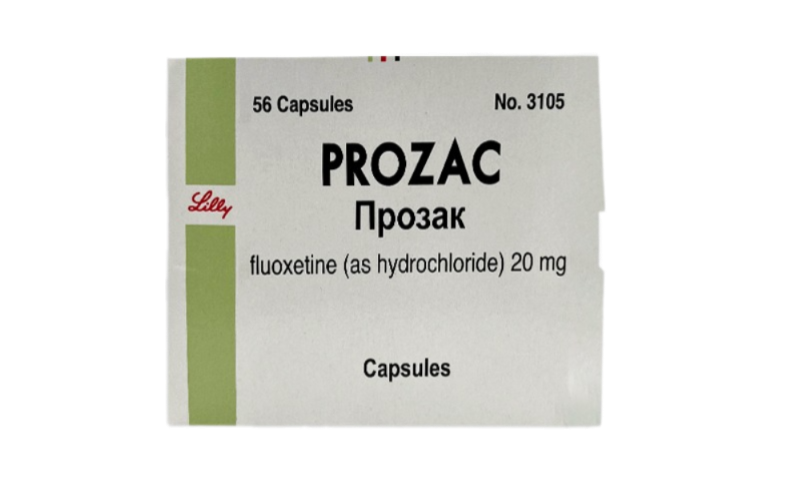 56 Capsules No. 3105
PROZAC
Прозак
Lilly
fluoxetine (as hydrochloride) 20 mg
Capsules